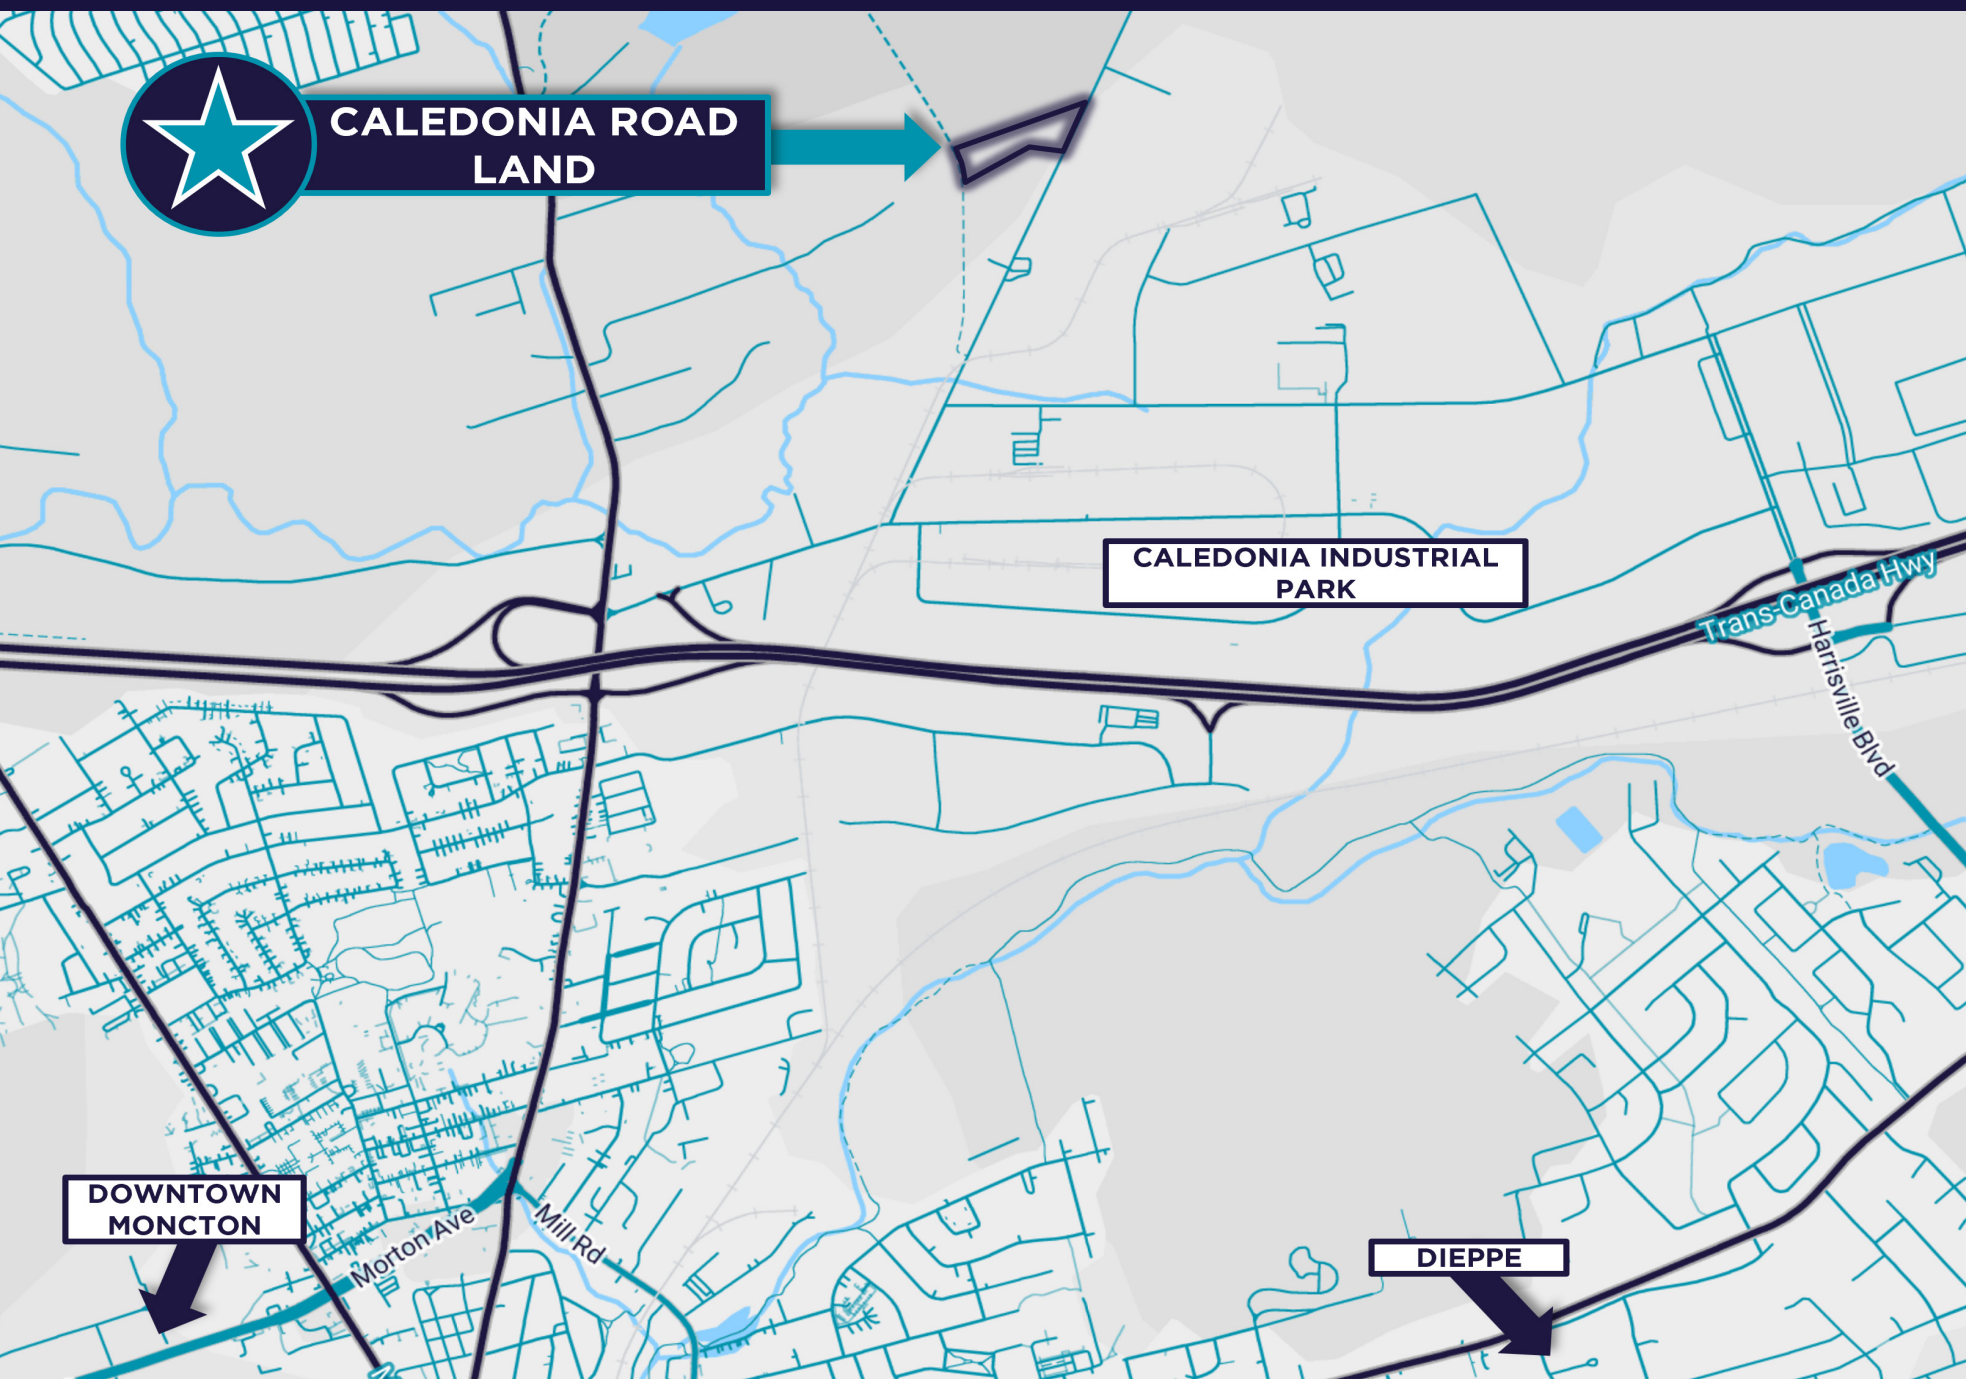 CALEDONIA ROAD
LAND
CALEDONIA INDUSTRIAL
PARK
Trans-Canada Hwy
Harrisville Blvd
DOWNTOWN
MONCTON
Morton Ave
Mill Rd
DIEPPE